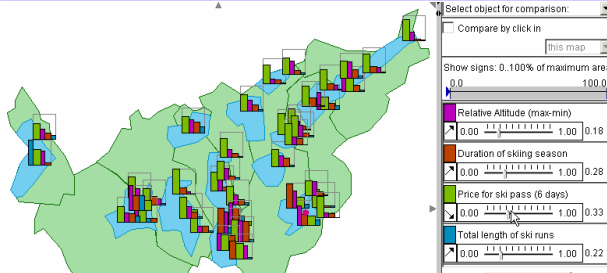 Select object for comparison:
Compare by click in
this map
Show signs: 0..100% of maximum area
0.0 100.0
Relative Altitude (max-min)
0.00 1.00 0.18
Duration of skiing season
0.00 1.00 0.28
Price for ski pass (6 days)
0.00 1.00 0.33
Total length of ski runs
0.00 1.00 0.22